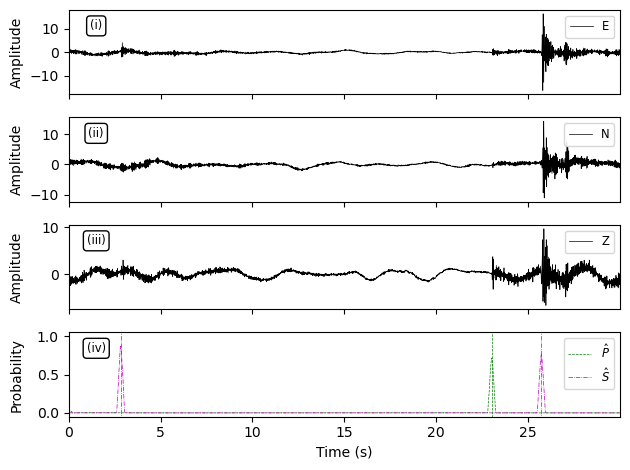 (i)
E
Amplitude
10
0
−10
(ii)
N
Amplitude
10
0
−10
(iii)
Z
Amplitude
10
0
(iv)
P̂
Ŝ
Probability
1.0
0.5
0.0
0 5 10 15 20 25
Time (s)